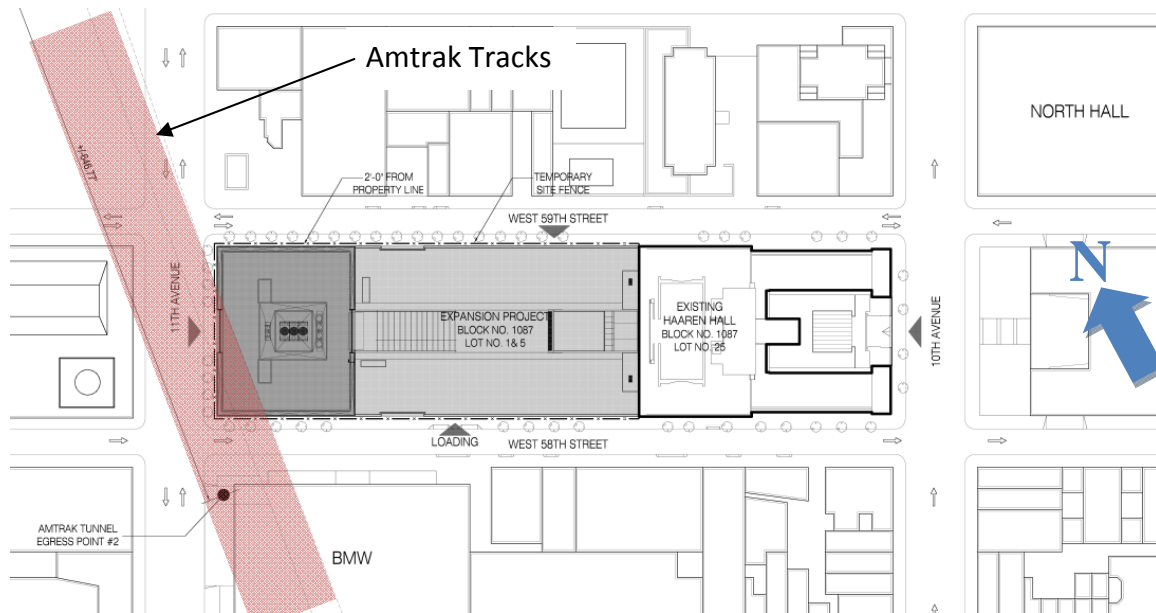 Amtrak Tracks
NORTH HALL
+/-646.77'
2'-0" FROM
PROPERTY LINE
TEMPORARY
SITE FENCE
WEST 59TH STREET
N
11TH AVENUE
EXPANSION PROJECT
BLOCK NO. 1087
LOT NO. 1& 5
EXISTING
HAAREN HALL
BLOCK NO. 1087
LOT NO. 25
10TH AVENUE
LOADING
WEST 58TH STREET
AMTRAK TUNNEL
EGRESS POINT #2
BMW